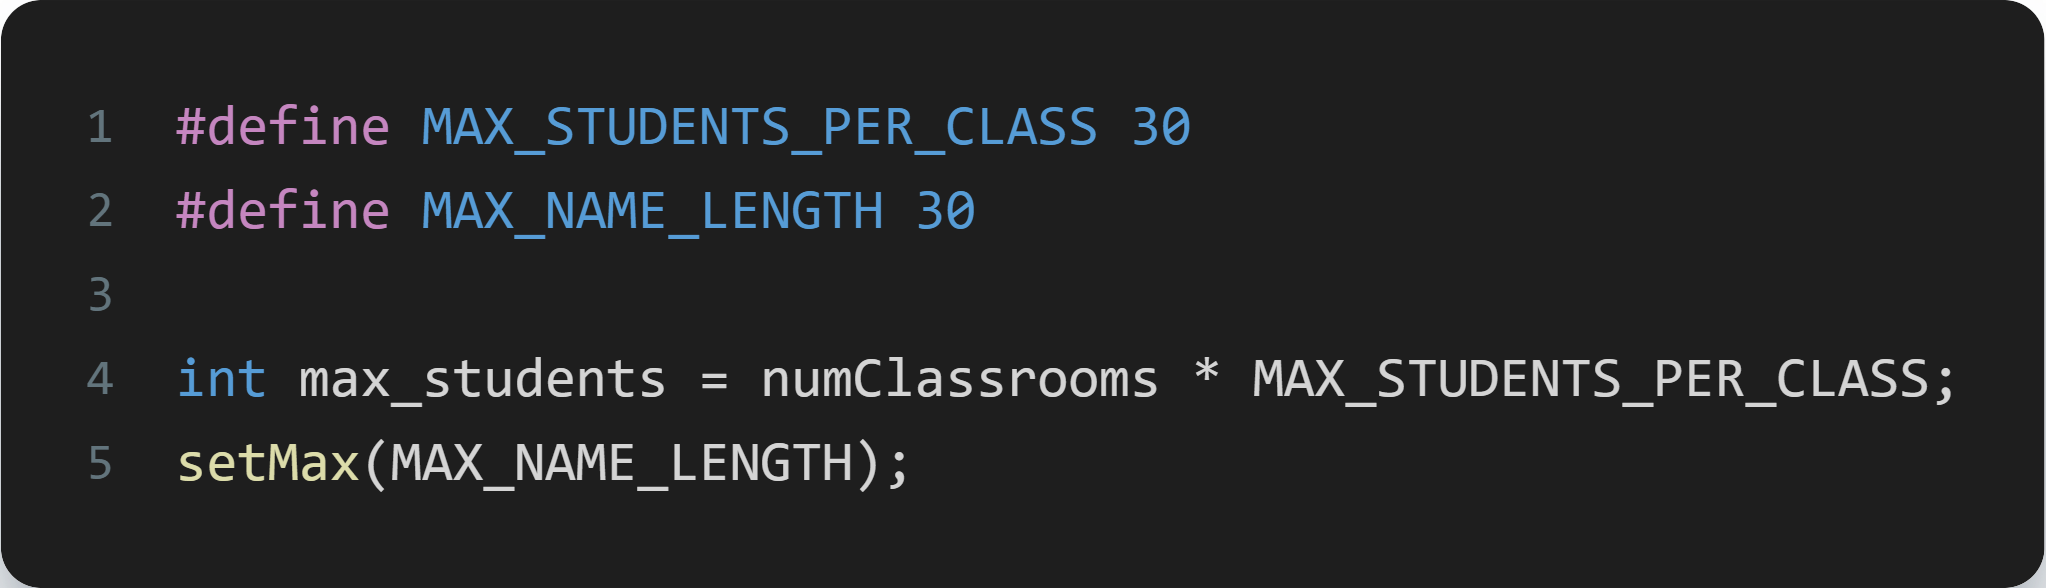 1 #define MAX_STUDENTS_PER_CLASS 30
2 #define MAX_NAME_LENGTH 30
3
4 int max_students = numClassrooms * MAX_STUDENTS_PER_CLASS;
5 setMax(MAX_NAME_LENGTH);